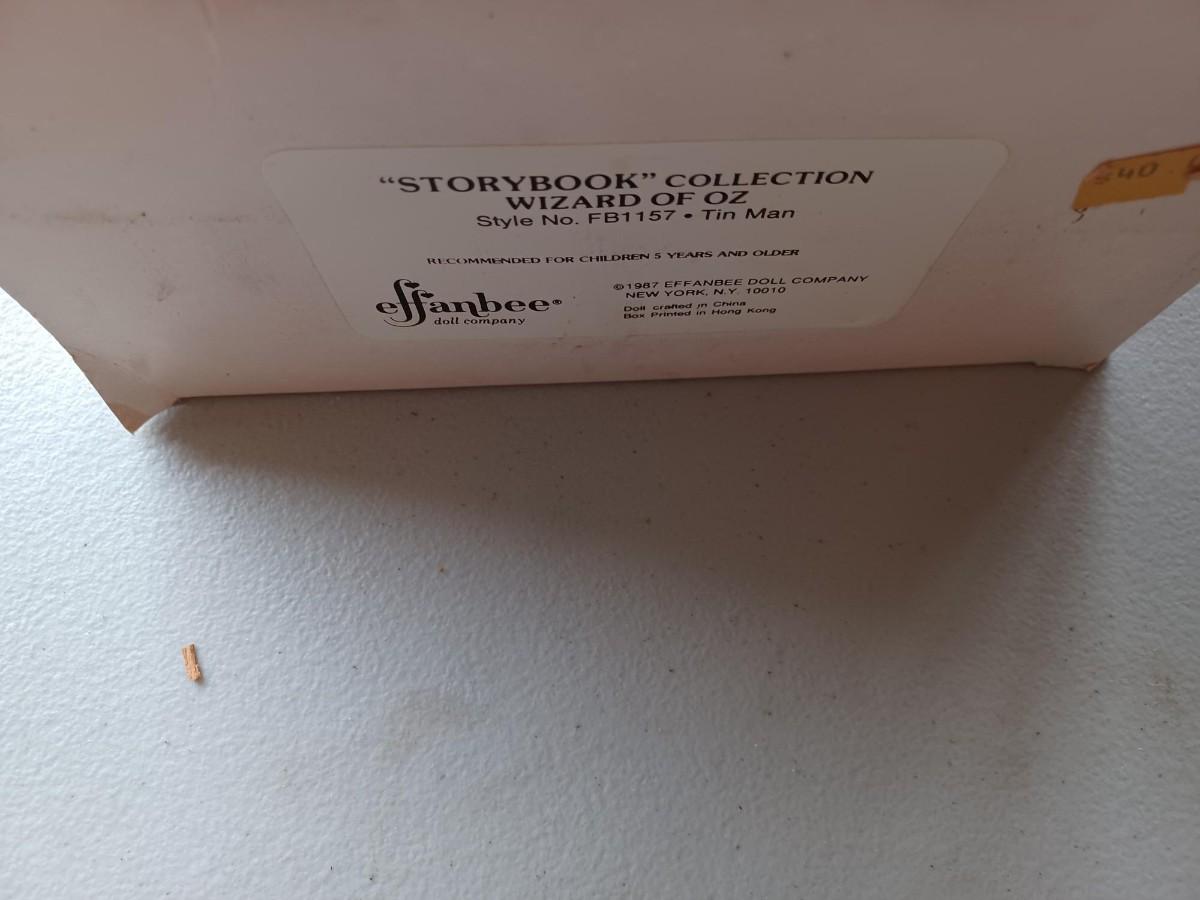 “STORYBOOK” COLLECTION
WIZARD OF OZ
Style No. FB1157 • Tin Man
RECOMMENDED FOR CHILDREN 5 YEARS AND OLDER
effanbee®
doll company
©1987 EFFANBEE DOLL COMPANY
NEW YORK, N.Y. 10010
Doll crafted in China
Box Printed in Hong Kong
$40